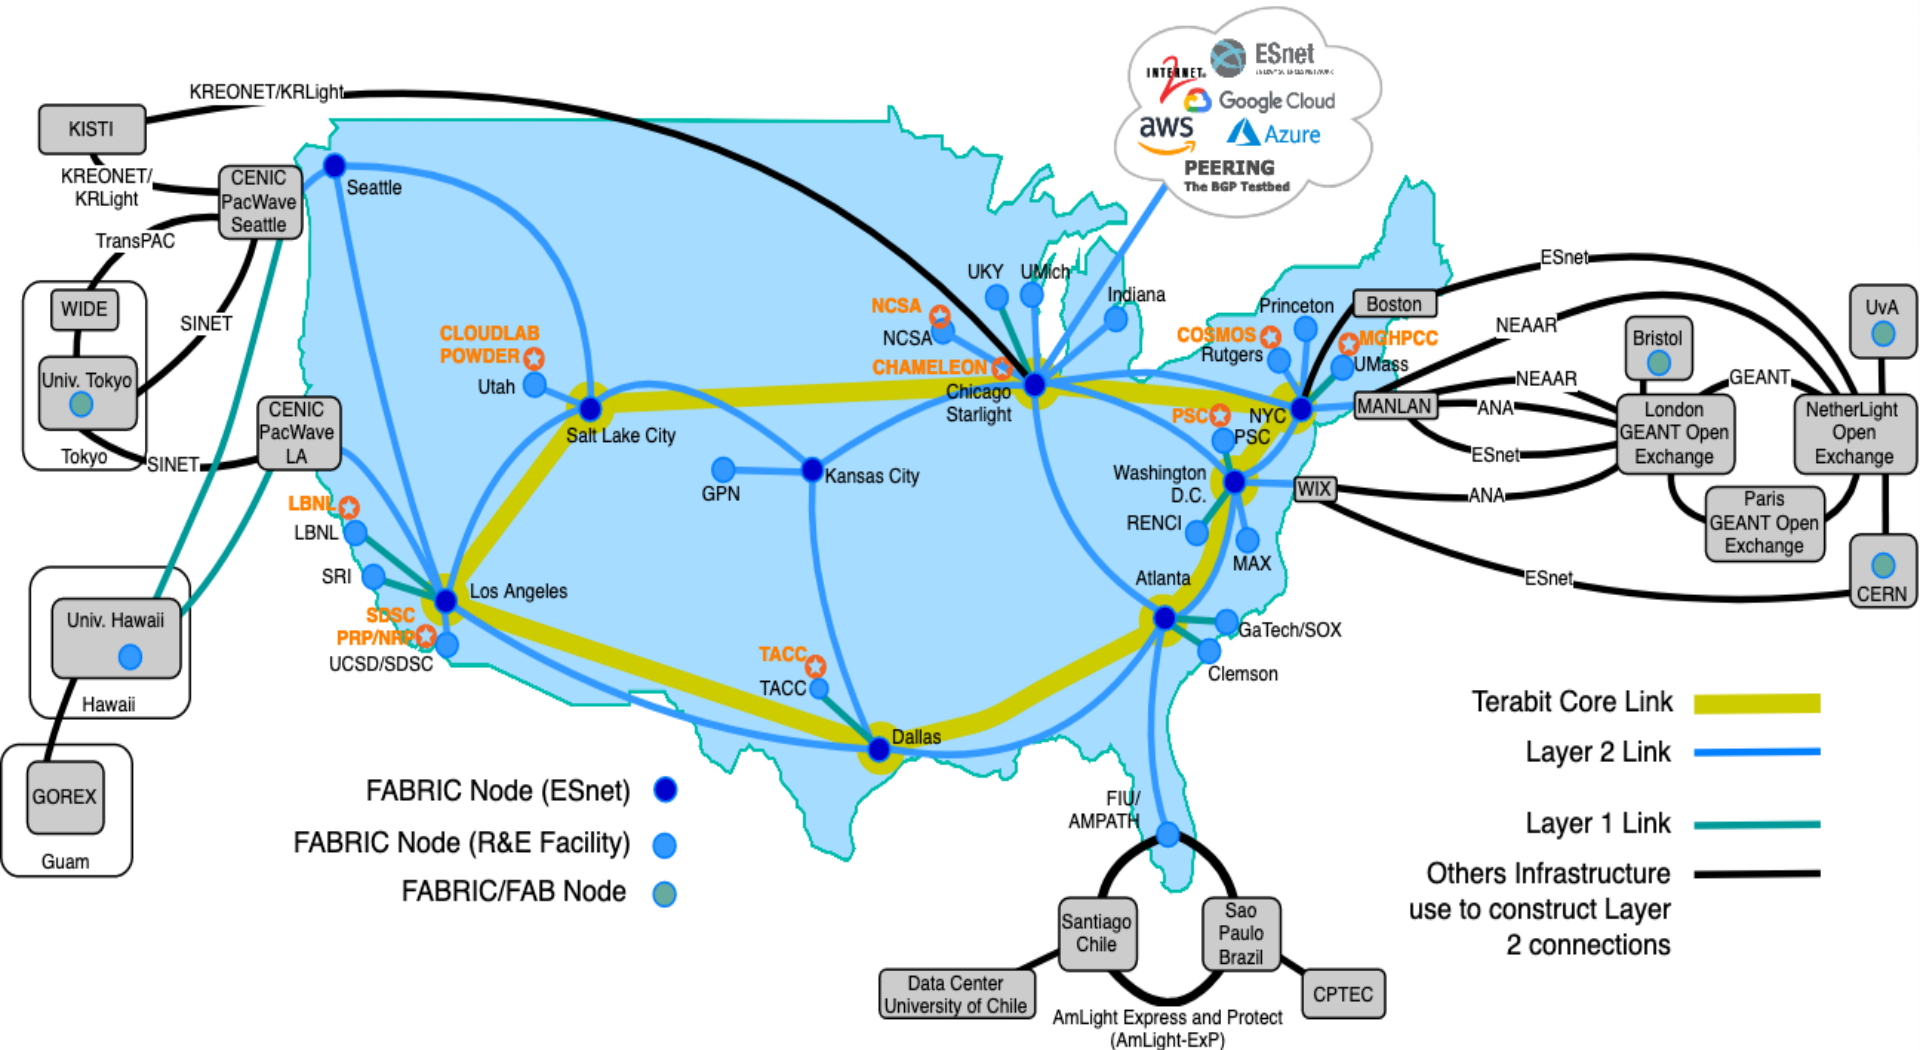 INTERNET
2
ESnet
Google Cloud
aws
Azure
PEERING
The BGP Testbed
KREONET/KRLight
KISTI
KREONET/
KRLight
CENIC
PacWave
Seattle
Seattle
TransPAC
WIDE
SINET
Univ. Tokyo
Tokyo
SINET
CENIC
PacWave
LA
CLOUDLAB
POWDER
Utah
Salt Lake City
NCSA
NCSA
UKY
UMich
Indiana
CHAMELEON
Chicago
Starlight
Princeton
COSMOS
Rutgers
MGHPCC
UMass
Boston
ESnet
NEAAR
MANLAN
NEAAR
ANA
ESnet
ANA
WIX
ESnet
Bristol
UvA
GEANT
London
GEANT Open
Exchange
NetherLight
Open
Exchange
Paris
GEANT Open
Exchange
CERN
PSC
PSC
NYC
Washington
D.C.
RENCI
MAX
GPN
Kansas City
LBNL
LBNL
SRI
Los Angeles
SDSC
PRP/NRP
UCSD/SDSC
TACC
TACC
Dallas
Atlanta
GaTech/SOX
Clemson
Univ. Hawaii
Hawaii
GOREX
Guam
FABRIC Node (ESnet)
FABRIC Node (R&E Facility)
FABRIC/FAB Node
FIU/
AMPATH
Santiago
Chile
Sao
Paulo
Brazil
Data Center
University of Chile
CPTEC
AmLight Express and Protect
(AmLight-ExP)
Terabit Core Link
Layer 2 Link
Layer 1 Link
Others Infrastructure
use to construct Layer
2 connections